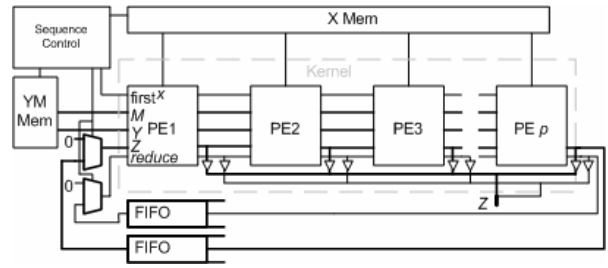 Sequence
Control
X Mem
Kernel
YM
Mem
first x
M
Y
Z
reduce
PE1
PE2
PE3
PE p
0
0
FIFO
FIFO
Z